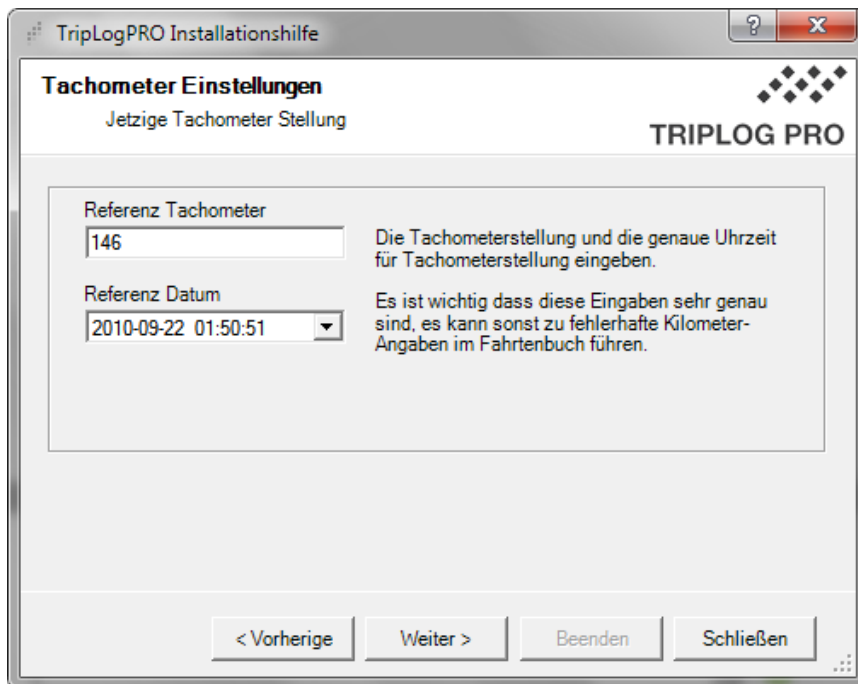 TripLogPRO Installationshilfe
Tachometer Einstellungen
Jetzige Tachometer Stellung
TRIPLOG PRO
Referenz Tachometer
146
Die Tachometerstellung und die genaue Uhrzeit
für Tachometerstellung eingeben.
Referenz Datum
2010-09-22 01:50:51
Es ist wichtig dass diese Eingaben sehr genau
sind, es kann sonst zu fehlerhafte Kilometer-
Angaben im Fahrtenbuch führen.
< Vorherige
Weiter >
Beenden
Schließen